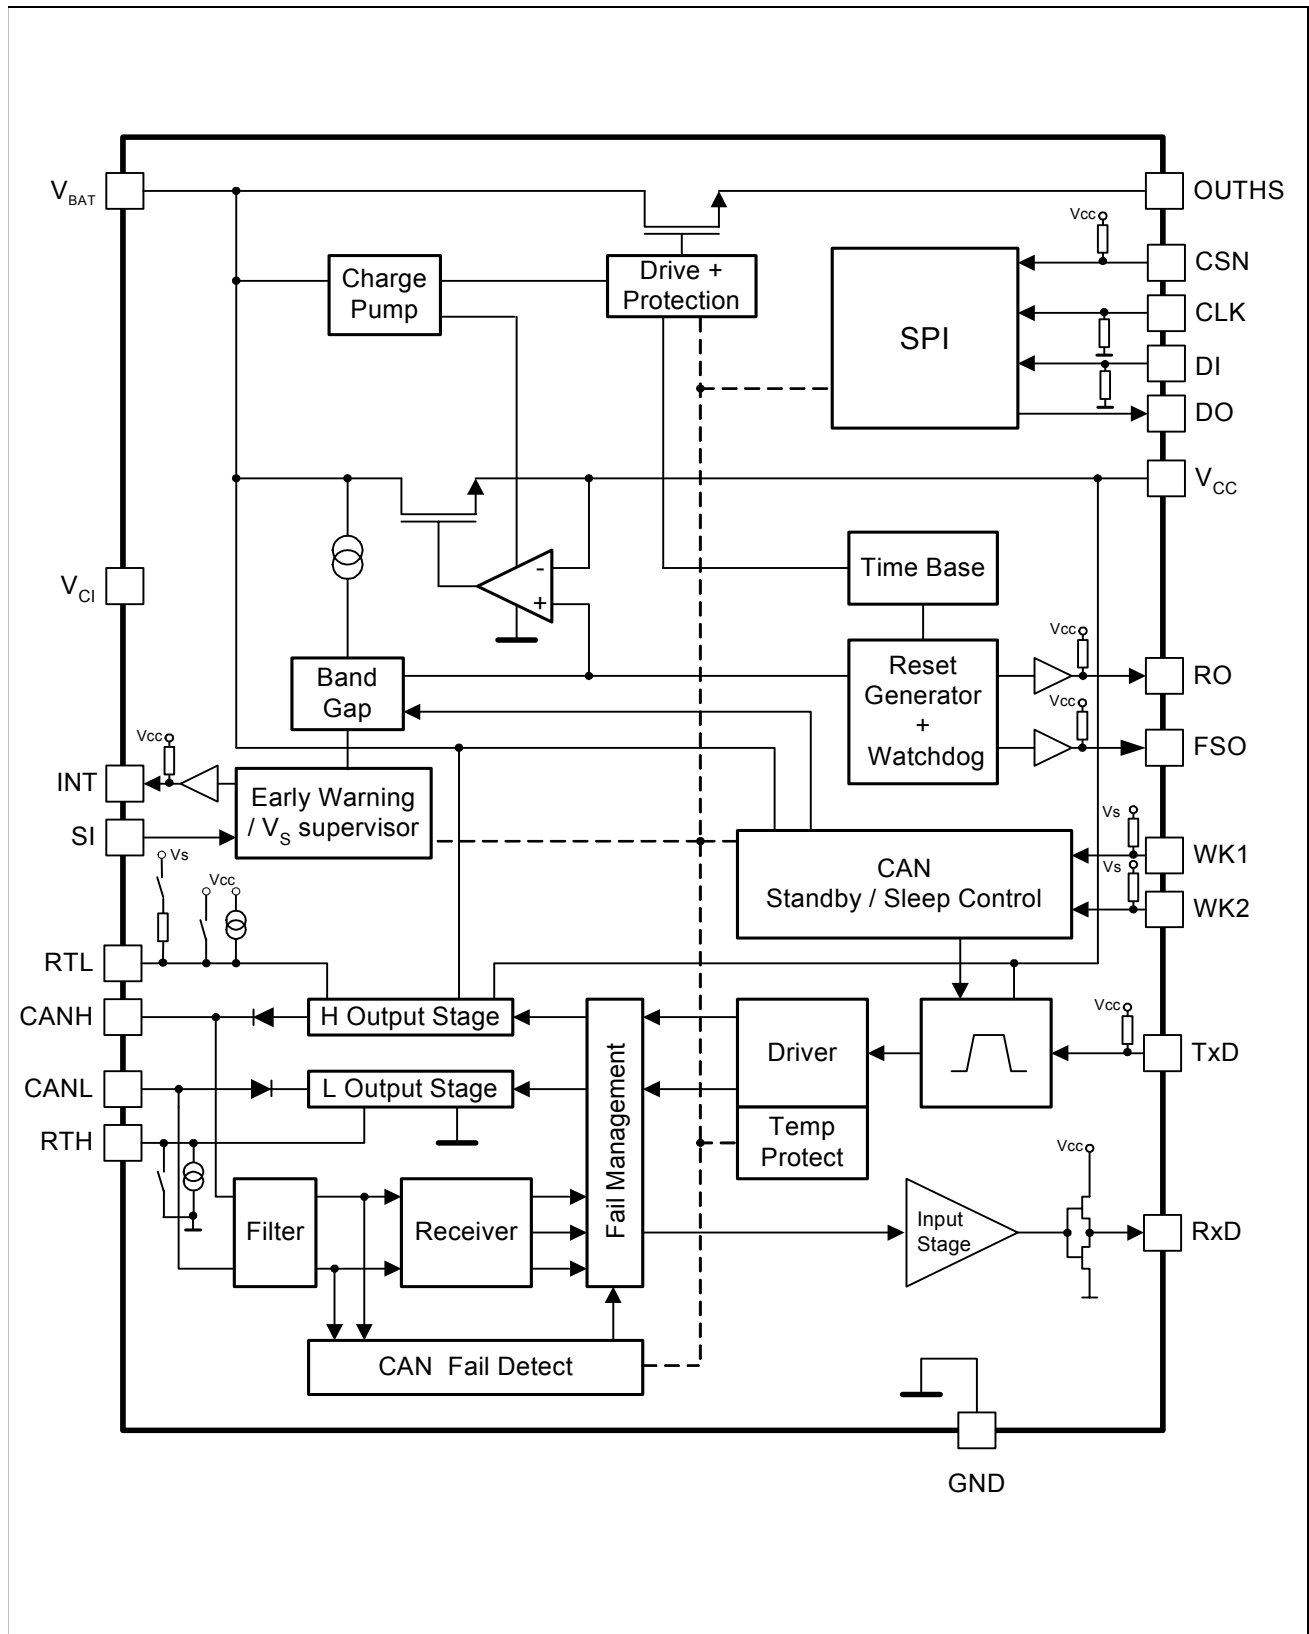 VBAT
OUTHS
Vcc
CSN
Charge
Pump
Drive +
Protection
CLK
SPI
DI
DO
VCC
Time Base
VCI
-
+
Vcc
Band
Gap
Reset
Generator
+
Watchdog
RO
Vcc
FSO
Vcc
INT
Early Warning
/ VS supervisor
SI
Vs
WK1
CAN
Standby / Sleep Control
Vs
WK2
Vs
Vcc
RTL
CANH
H Output Stage
Fail Management
Driver
Vcc
TxD
CANL
L Output Stage
RTH
Temp
Protect
Vcc
Filter
Receiver
Input
Stage
RxD
CAN Fail Detect
GND